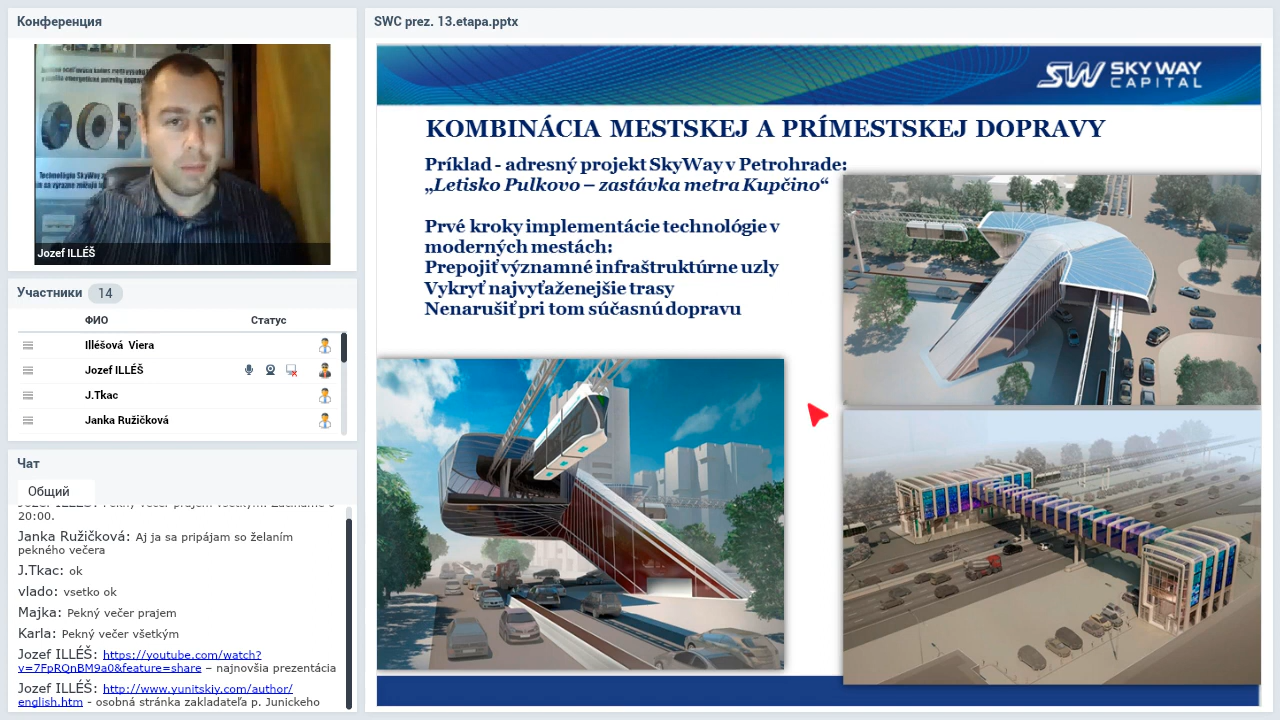 Конференция
Jozef ILLÉŠ
Участники 14
ФИО Статус
Illéšová Viera
Jozef ILLÉŠ
J.Tkac
Janka Ružičková
Чат
Общий
20:00.
Janka Ružičková: Aj ja sa pripájam so želaním
pekného večera
J.Tkac: ok
vlado: vsetko ok
Majka: Pekný večer prajem
Karla: Pekný večer všetkým
Jozef ILLÉŠ: https://youtube.com/watch?
v=7FpRQnBM9a0&feature=share – najnovšia prezentácia
Jozef ILLÉŠ: http://www.yunitskiy.com/author/
english.htm - osobná stránka zakladateľa p. Junickeho
SWC prez. 13.etapa.pptx
SW SKY WAY
CAPITAL
KOMBINÁCIA MESTSKEJ A PRÍMESTSKEJ DOPRAVY
Príklad - adresný projekt SkyWay v Petrohrade:
„Letisko Pulkovo – zastávka metra Kupčino“
Prvé kroky implementácie technológie v
moderných mestách:
Prepojiť významné infraštruktúrne uzly
Vykryť najvyťaženejšie trasy
Nenarušiť pri tom súčasnú dopravu